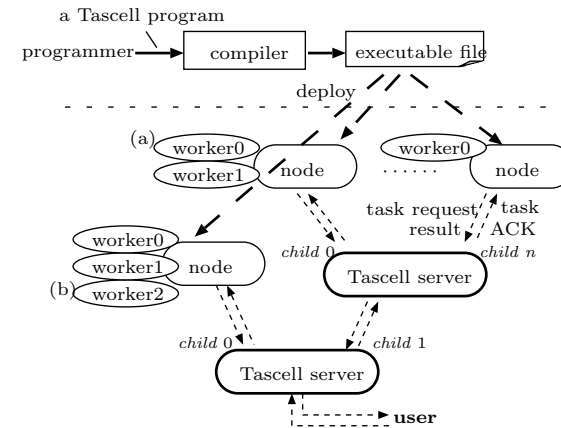 a Tascell program
programmer
compiler
executable file
deploy
(a)
worker0
worker1
node
worker0
......
node
task request
result
task
ACK
child 0
child n
Tascell server
worker0
worker1
worker2
(b)
node
child 0
child 1
Tascell server
user